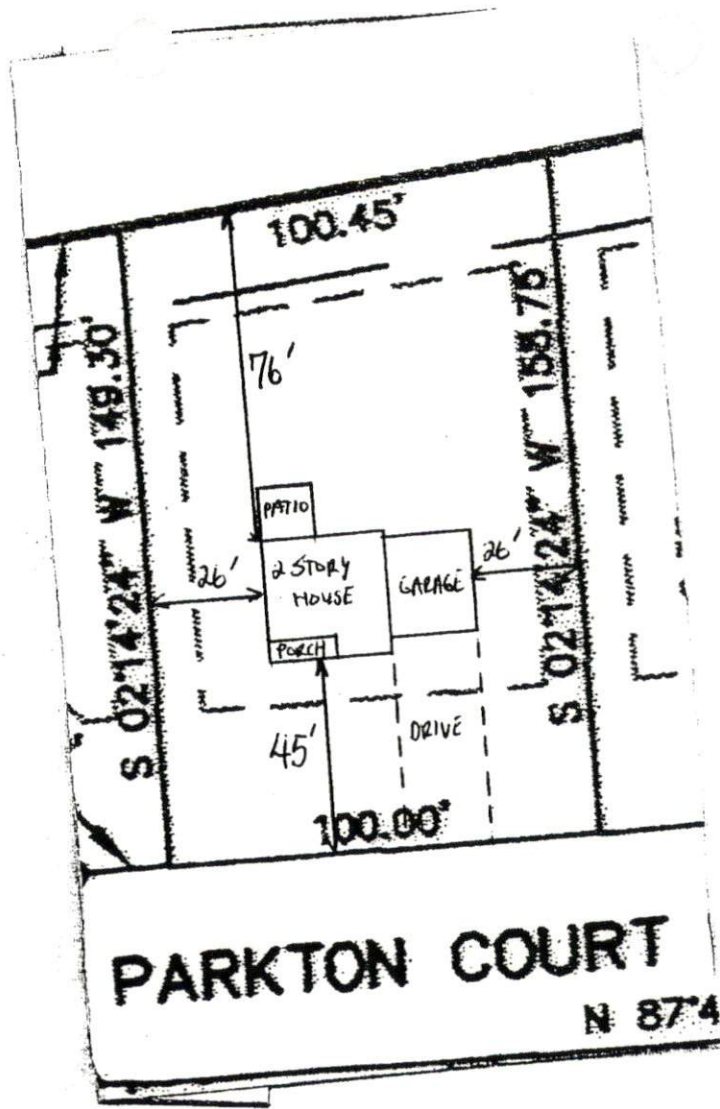 100.45'
S 02°14'24" W 149.30'
76'
S 02°14'24" W 158.75'
PATIO
26'
2 STORY
HOUSE
GARAGE
26'
PORCH
45'
DRIVE
100.00'
PARKTON COURT
N 87°4